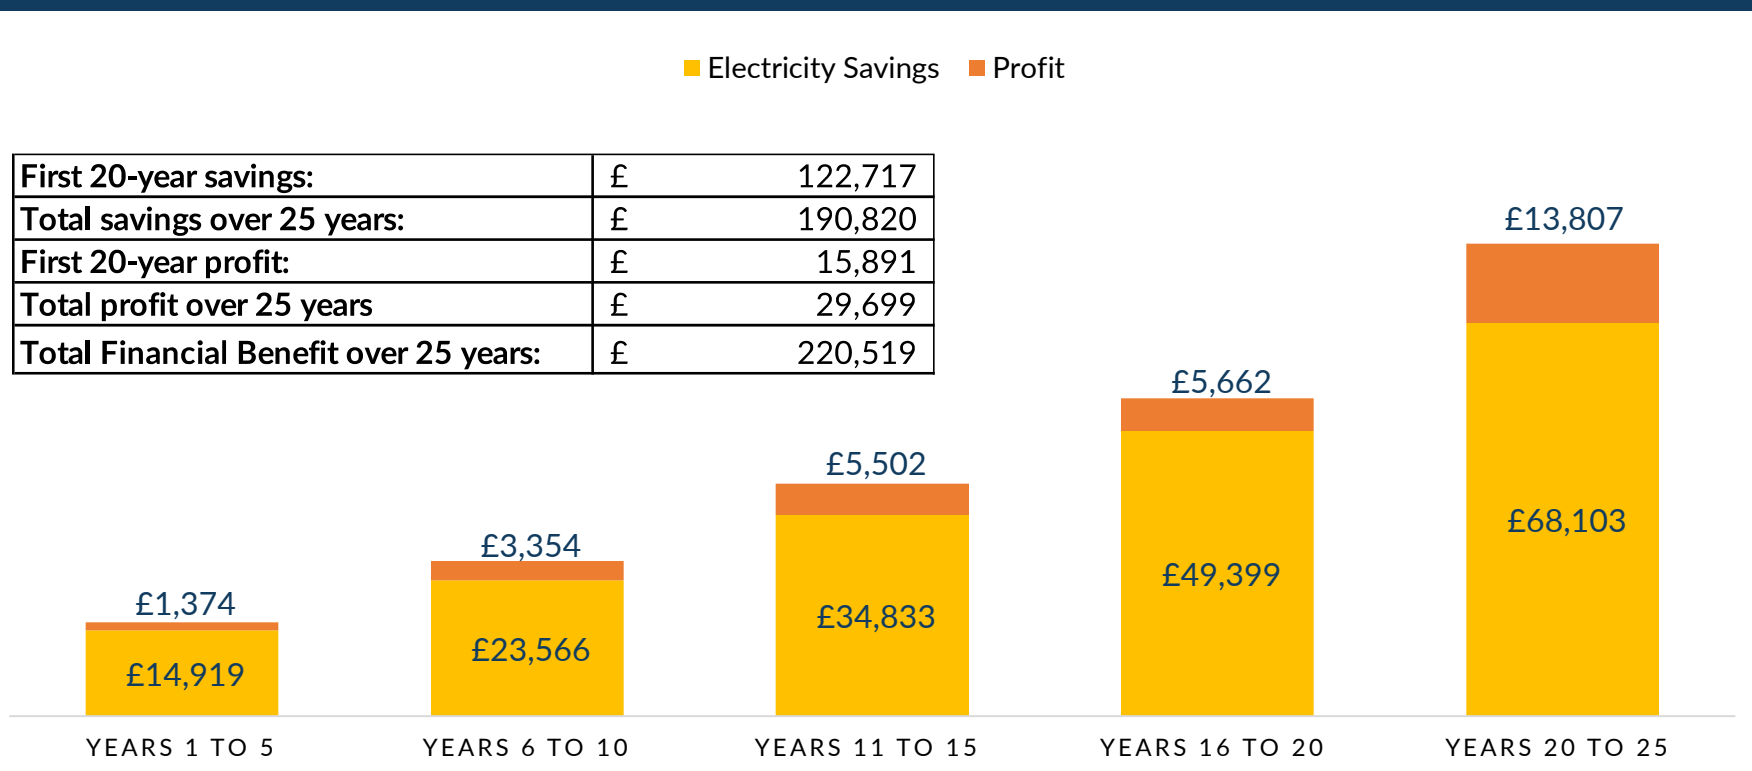 Electricity Savings Profit
First 20-year savings: £ 122,717
Total savings over 25 years: £ 190,820
First 20-year profit: £ 15,891
Total profit over 25 years £ 29,699
Total Financial Benefit over 25 years: £ 220,519
£13,807
£5,662
£5,502
£3,354
£1,374
£68,103
£49,399
£34,833
£23,566
£14,919
YEARS 1 TO 5 YEARS 6 TO 10 YEARS 11 TO 15 YEARS 16 TO 20 YEARS 20 TO 25